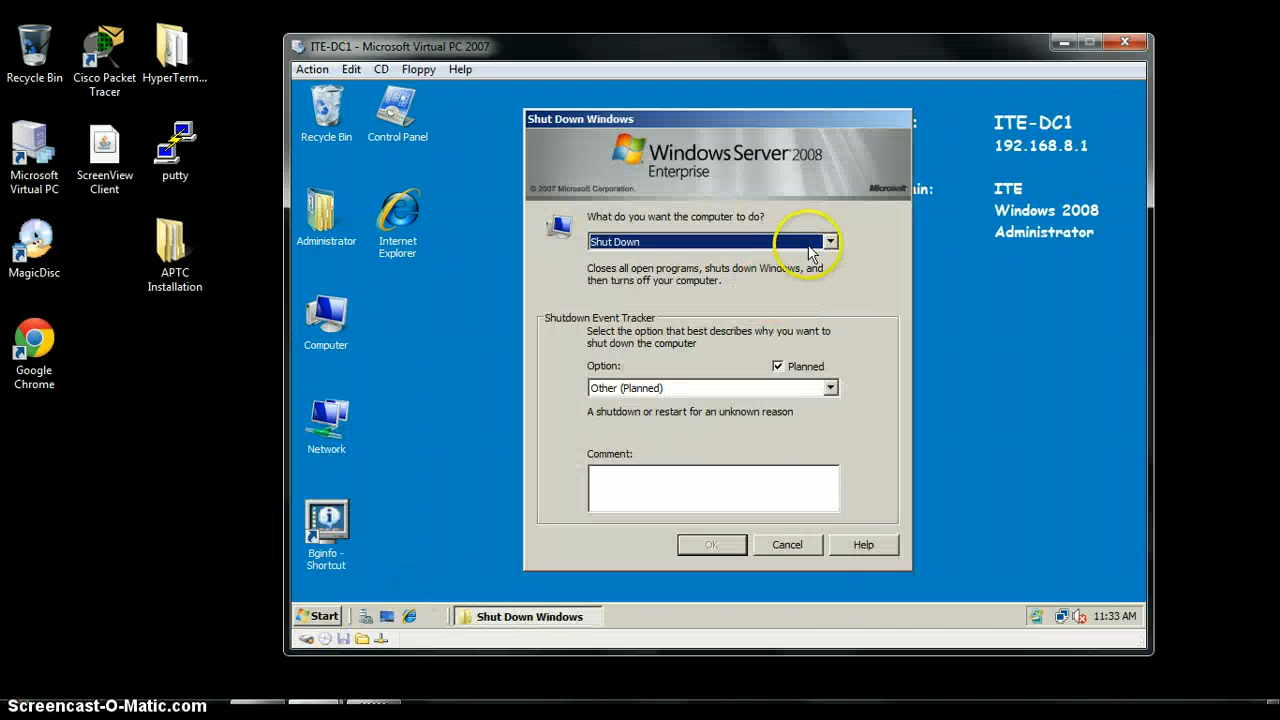 Recycle Bin
Cisco Packet
Tracer
HyperTerm...
Microsoft
Virtual PC
ScreenView
Client
putty
MagicDisc
APTC
Installation
Google
Chrome
ITE-DC1 - Microsoft Virtual PC 2007
Action Edit CD Floppy Help
Recycle Bin
Control Panel
Administrator
Internet
Explorer
Computer
Network
Bginfo -
Shortcut
:
ITE-DC1
192.168.8.1
in:
ITE
Windows 2008
Administrator
Shut Down Windows
Windows Server 2008
Enterprise
© 2007 Microsoft Corporation.
Microsoft
What do you want the computer to do?
Shut Down
Closes all open programs, shuts down Windows, and
then turns off your computer.
Shutdown Event Tracker
Select the option that best describes why you want to
shut down the computer
Option:
Planned
Other (Planned)
A shutdown or restart for an unknown reason
Comment:
OK Cancel Help
Start
Shut Down Windows
11:33 AM
Screencast-O-Matic.com